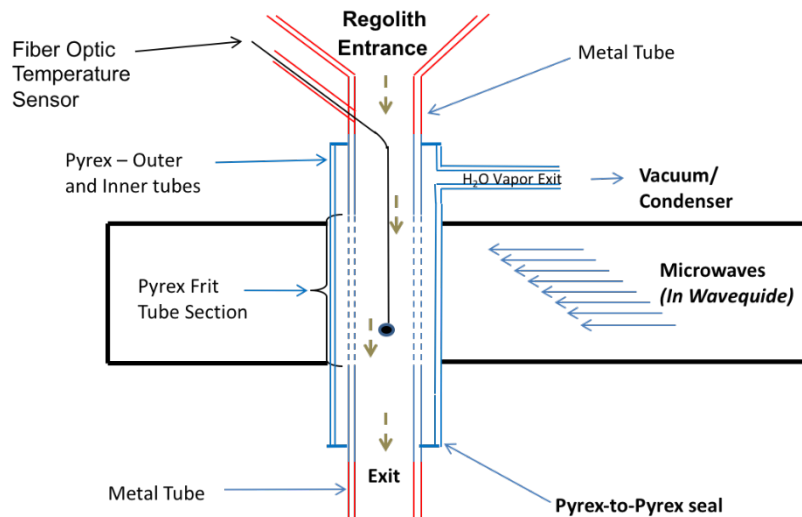 Regolith
Entrance
Fiber Optic
Temperature
Sensor
Metal Tube
Pyrex – Outer
and Inner tubes
H₂O Vapor Exit
Vacuum/
Condenser
Pyrex Frit
Tube Section
Microwaves
(In Wavequide)
Exit
Metal Tube
Pyrex-to-Pyrex seal